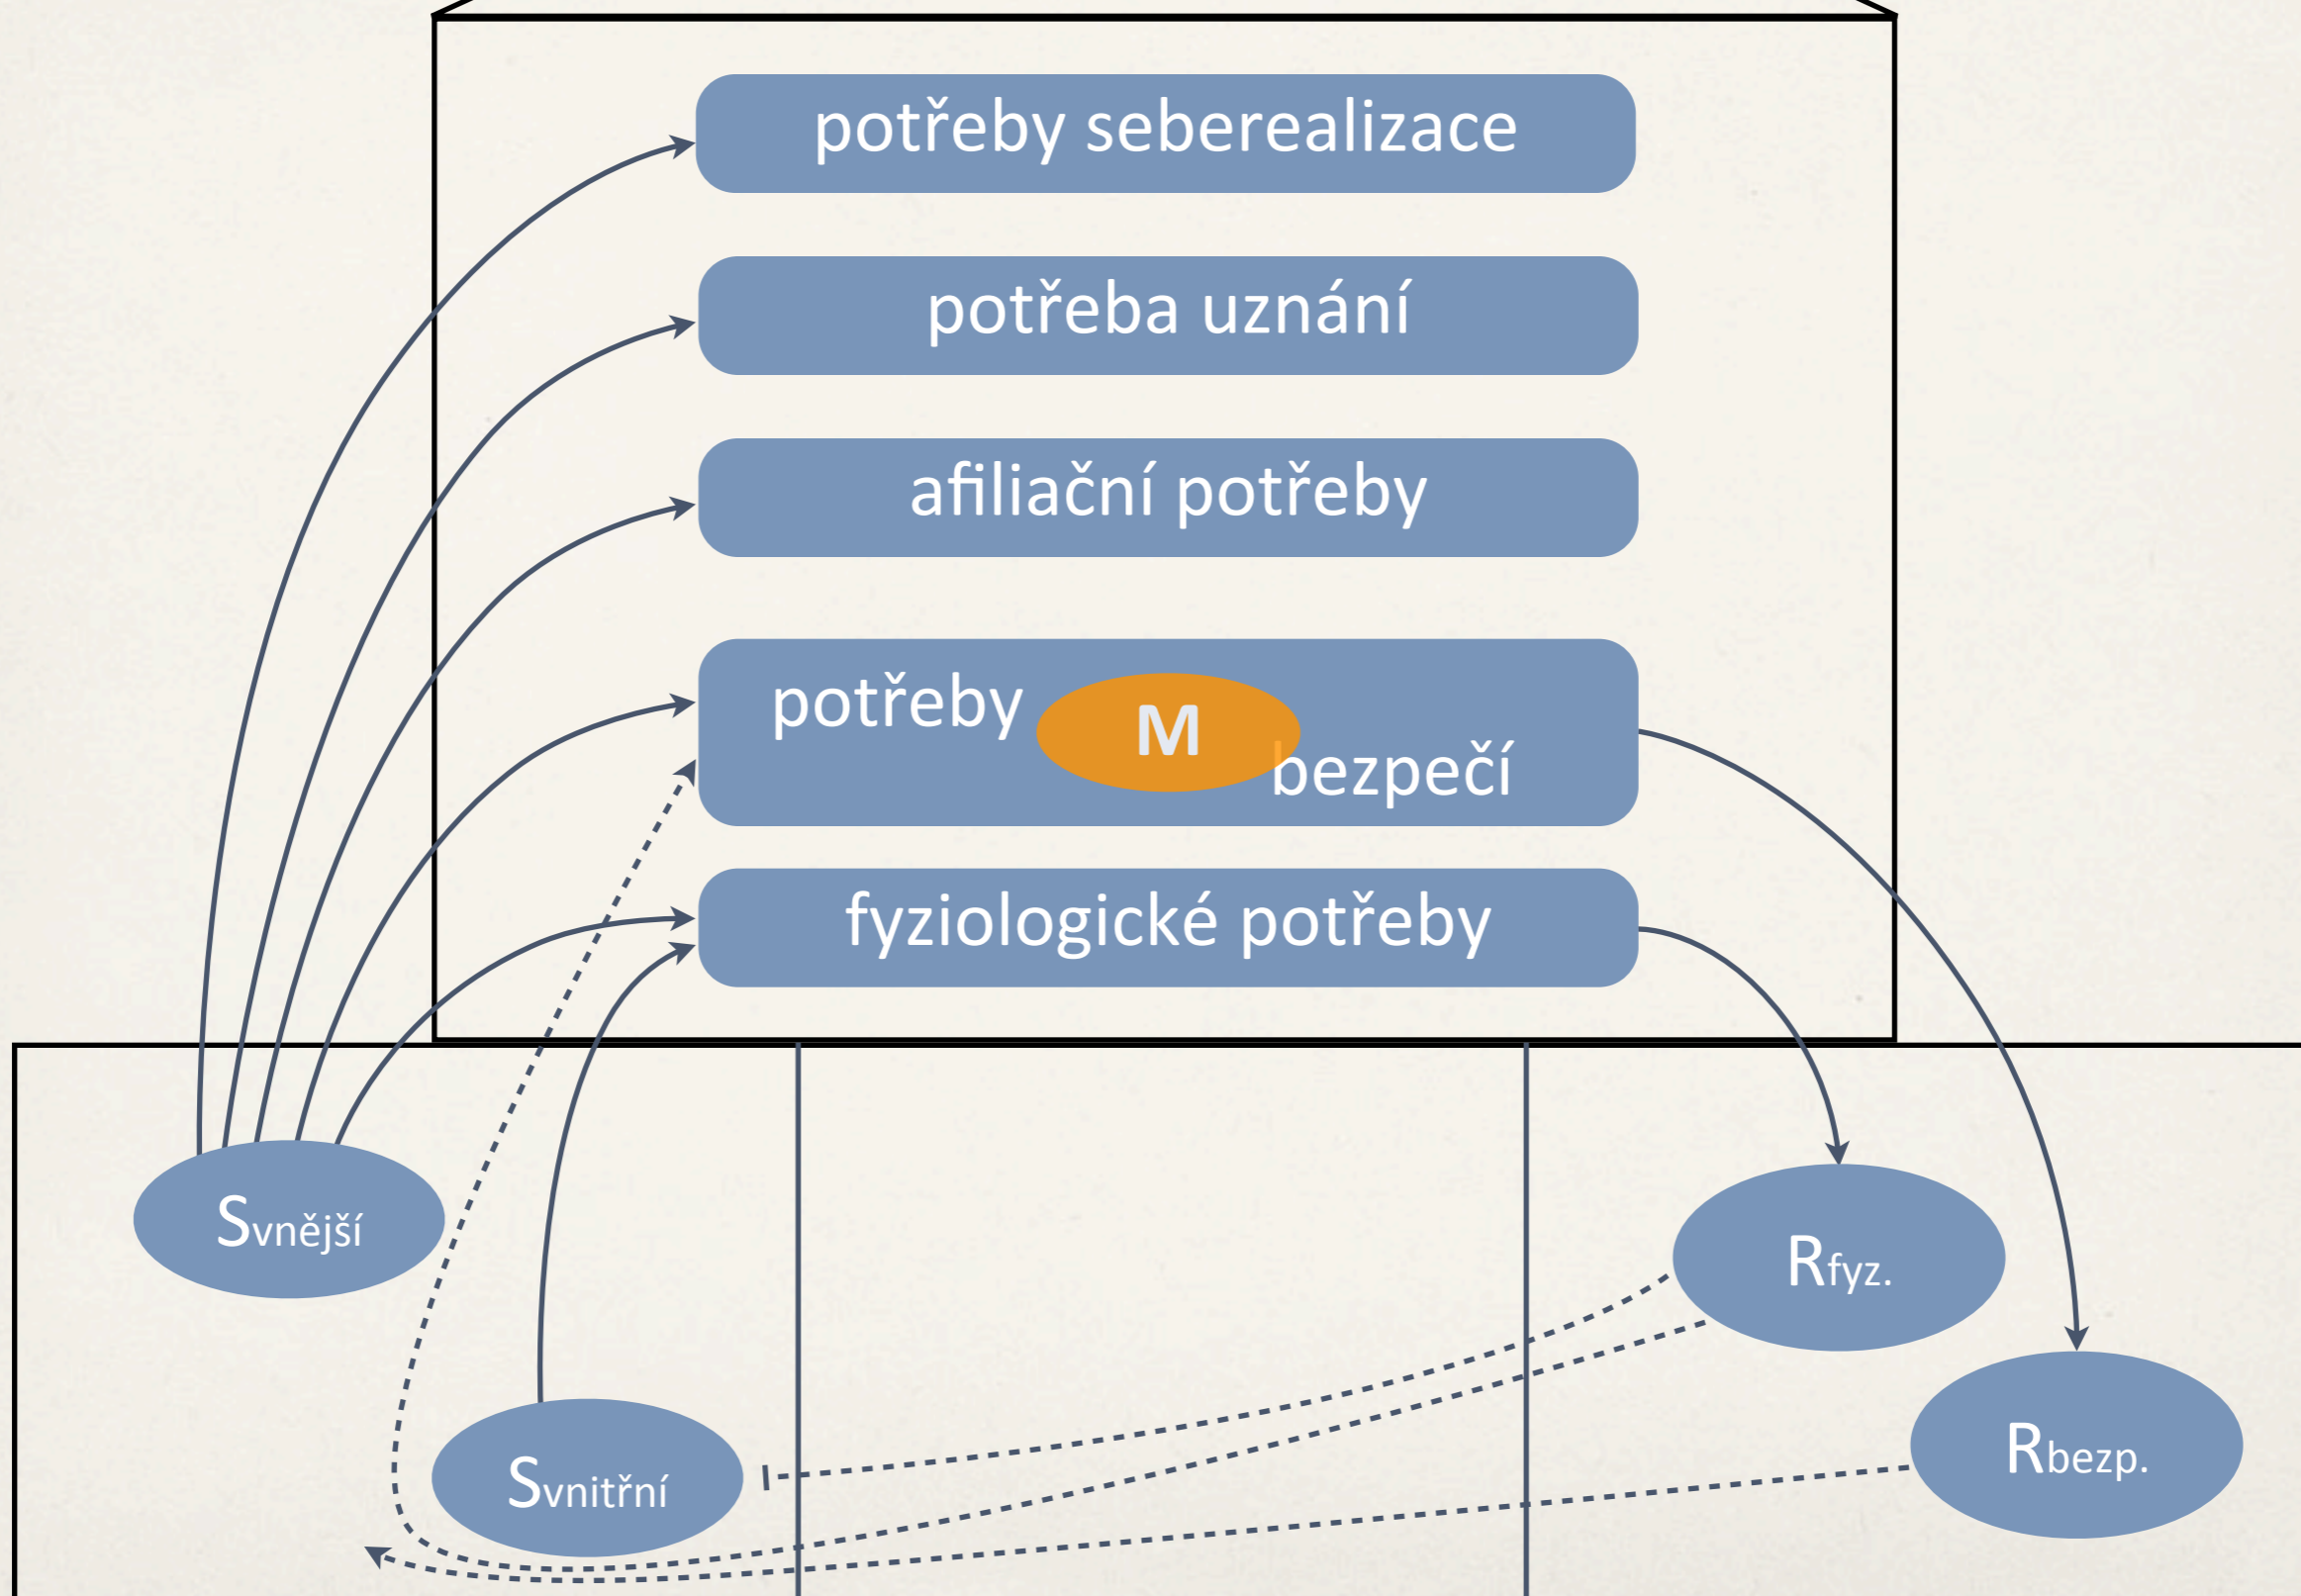 potřeby seberealizace
potřeba uznání
afiliační potřeby
potřeby
M
bezpečí
fyziologické potřeby
Svnější
Rfyz.
Svnitřní
Rbezp.